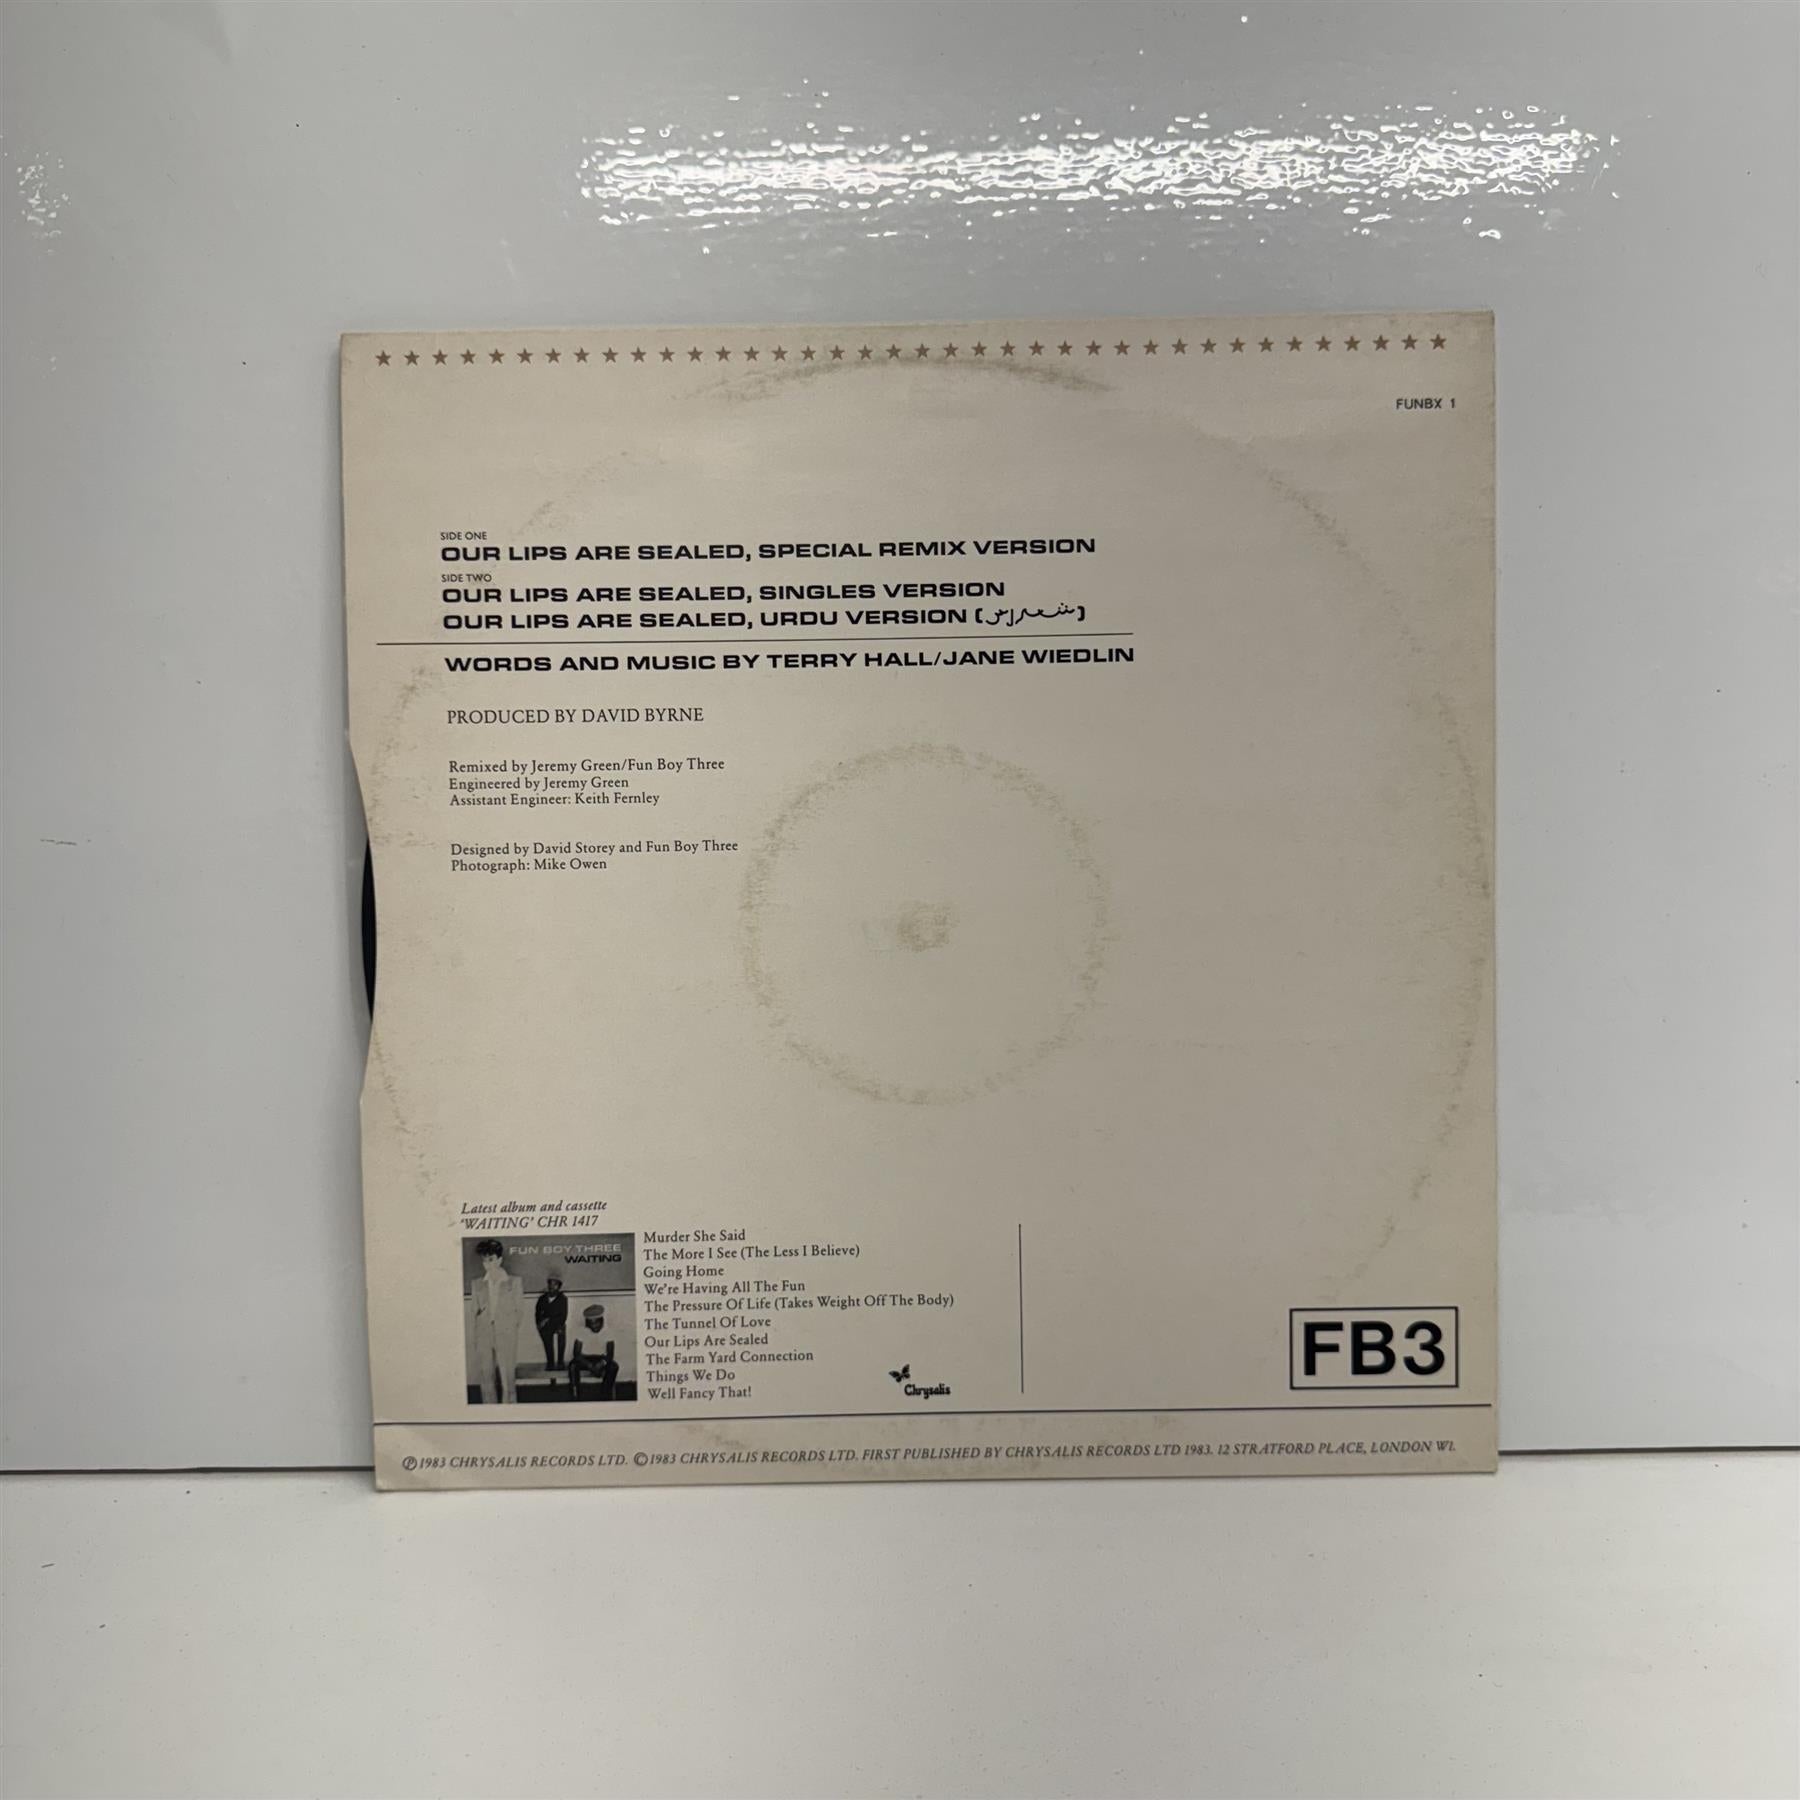 FUNBX 1
SIDE ONE
OUR LIPS ARE SEALED, SPECIAL REMIX VERSION
SIDE TWO
OUR LIPS ARE SEALED, SINGLES VERSION
OUR LIPS ARE SEALED, URDU VERSION ( )
WORDS AND MUSIC BY TERRY HALL/JANE WIEDLIN
PRODUCED BY DAVID BYRNE
Remixed by Jeremy Green/Fun Boy Three
Engineered by Jeremy Green
Assistant Engineer: Keith Fernley
Designed by David Storey and Fun Boy Three
Photograph: Mike Owen
Latest album and cassette
'WAITING' CHR 1417
FUN BOY THREE
WAITING
Murder She Said
The More I See (The Less I Believe)
Going Home
We're Having All The Fun
The Pressure Of Life (Takes Weight Off The Body)
The Tunnel Of Love
Our Lips Are Sealed
The Farm Yard Connection
Things We Do
Well Fancy That!
Chrysalis
FB3
℗1983 CHRYSALIS RECORDS LTD. ©1983 CHRYSALIS RECORDS LTD. FIRST PUBLISHED BY CHRYSALIS RECORDS LTD 1983. 12 STRATFORD PLACE, LONDON W1.